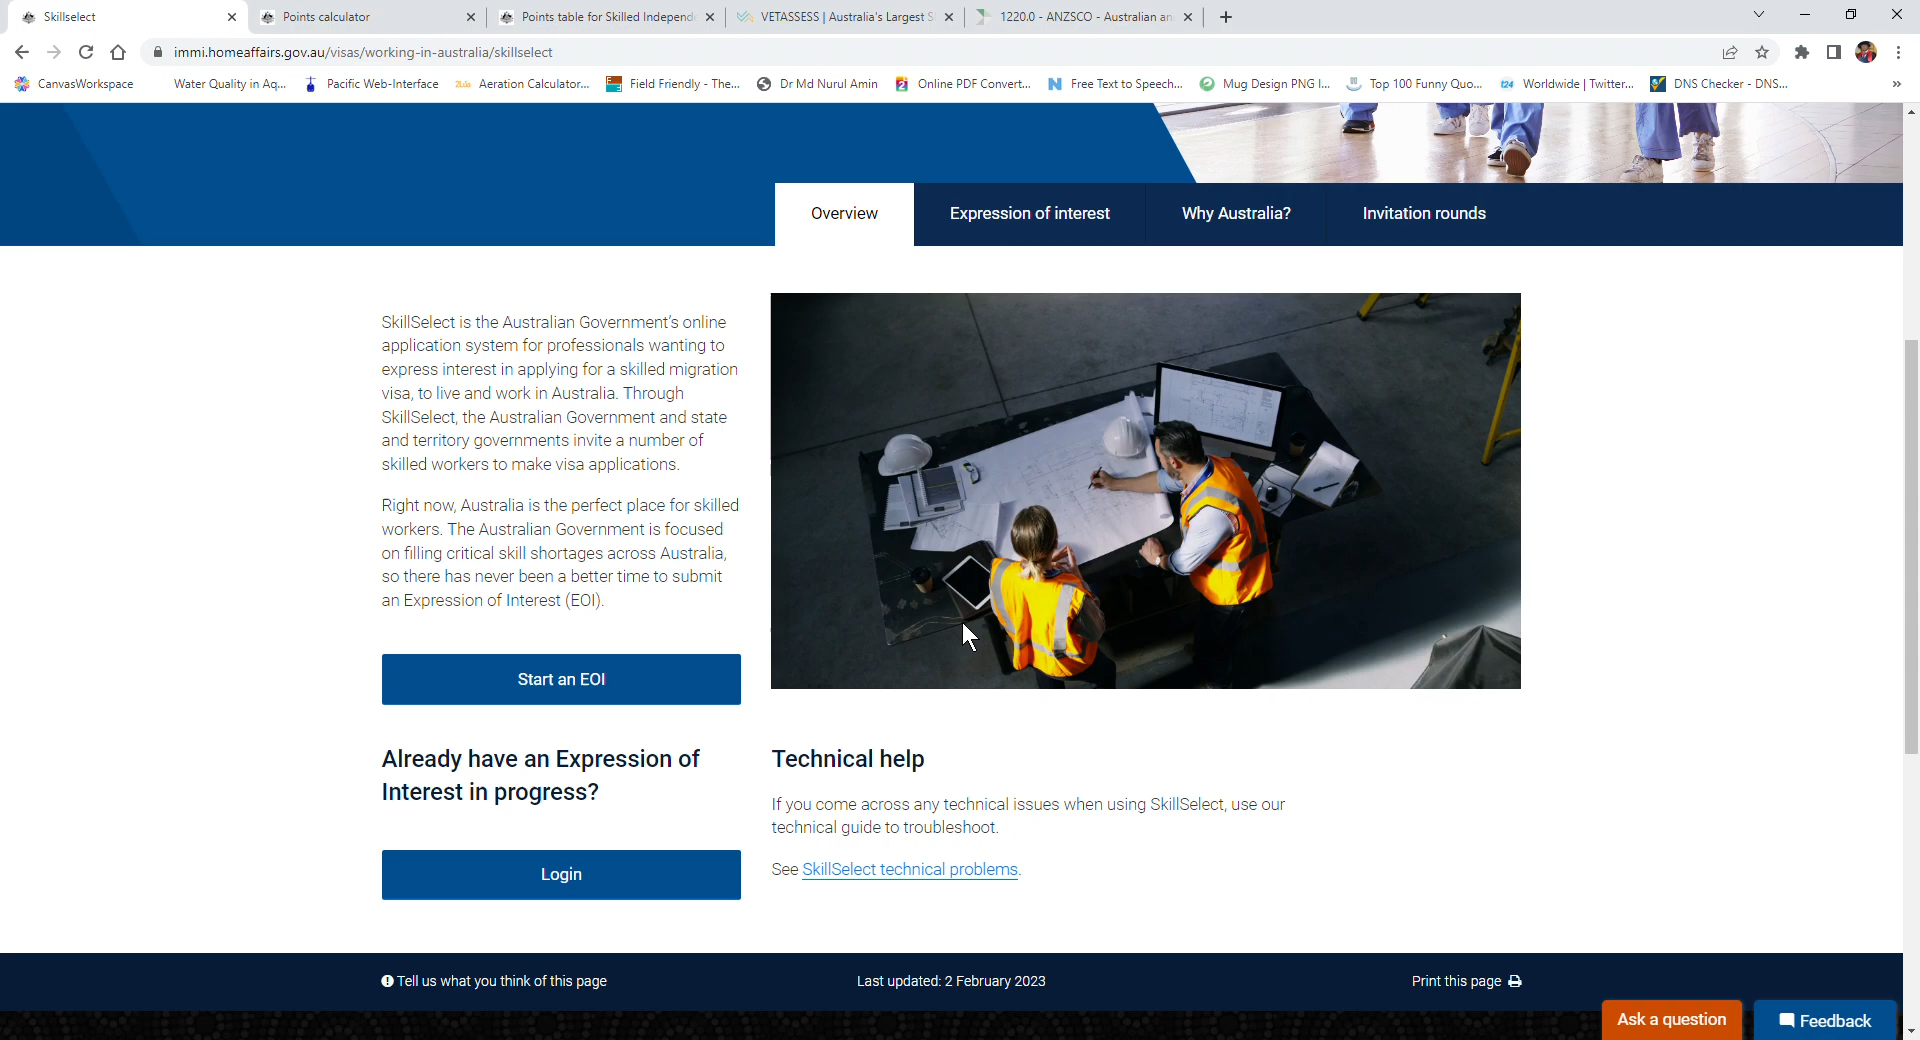 Skillselect
Points calculator
Points table for Skilled Independ
VETASSESS | Australia's Largest S
1220.0 - ANZSCO - Australian an
immi.homeaffairs.gov.au/visas/working-in-australia/skillselect
CanvasWorkspace
Water Quality in Aq...
Pacific Web-Interface
Aeration Calculator...
Field Friendly - The...
Dr Md Nurul Amin
Online PDF Convert...
Free Text to Speech...
Mug Design PNG I...
Top 100 Funny Quo...
t24 Worldwide | Twitter...
DNS Checker - DNS...
Overview
Expression of interest
Why Australia?
Invitation rounds
SkillSelect is the Australian Government's online
application system for professionals wanting to
express interest in applying for a skilled migration
visa, to live and work in Australia. Through
SkillSelect, the Australian Government and state
and territory governments invite a number of
skilled workers to make visa applications.
Right now, Australia is the perfect place for skilled
workers. The Australian Government is focused
on filling critical skill shortages across Australia,
so there has never been a better time to submit
an Expression of Interest (EOI).
Start an EOI
Already have an Expression of
Interest in progress?
Login
Technical help
If you come across any technical issues when using SkillSelect, use our
technical guide to troubleshoot.
See SkillSelect technical problems.
Tell us what you think of this page
Last updated: 2 February 2023
Print this page
Ask a question
Feedback